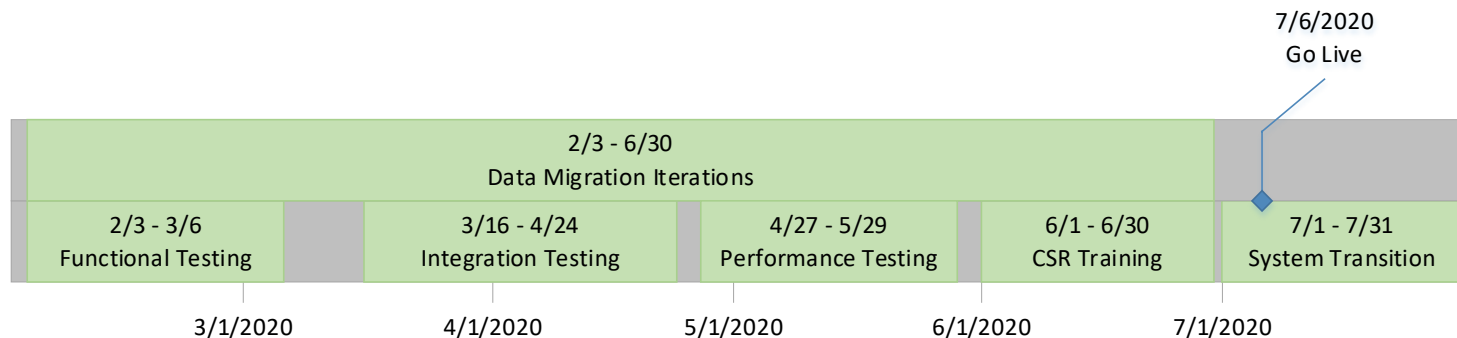 7/6/2020
Go Live
2/3 - 6/30
Data Migration Iterations
2/3 - 3/6
Functional Testing
3/16 - 4/24
Integration Testing
4/27 - 5/29
Performance Testing
6/1 - 6/30
CSR Training
7/1 - 7/31
System Transition
3/1/2020
4/1/2020
5/1/2020
6/1/2020
7/1/2020